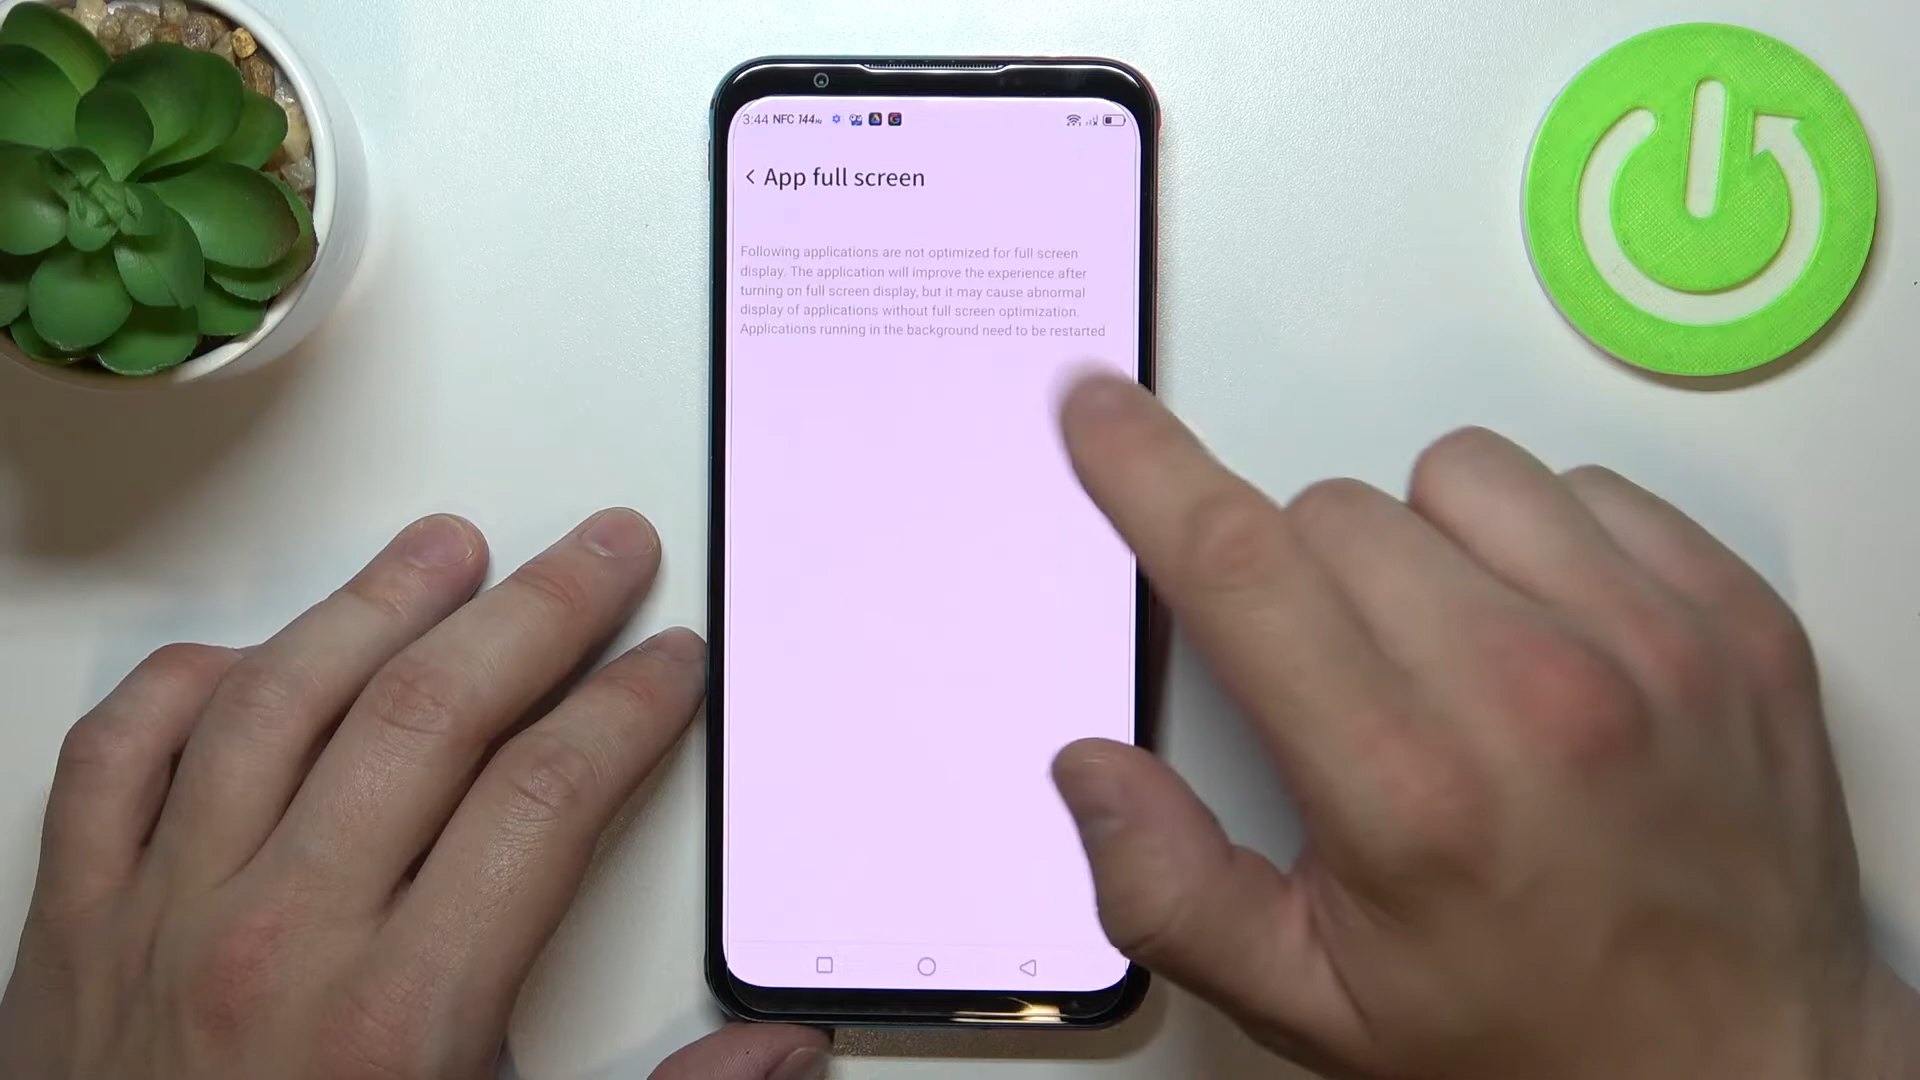 3:44 NFC 144Hz
App full screen
Following applications are not optimized for full screen
display. The application will improve the experience after
turning on full screen display, but it may cause abnormal
display of applications without full screen optimization.
Applications running in the background need to be restarted